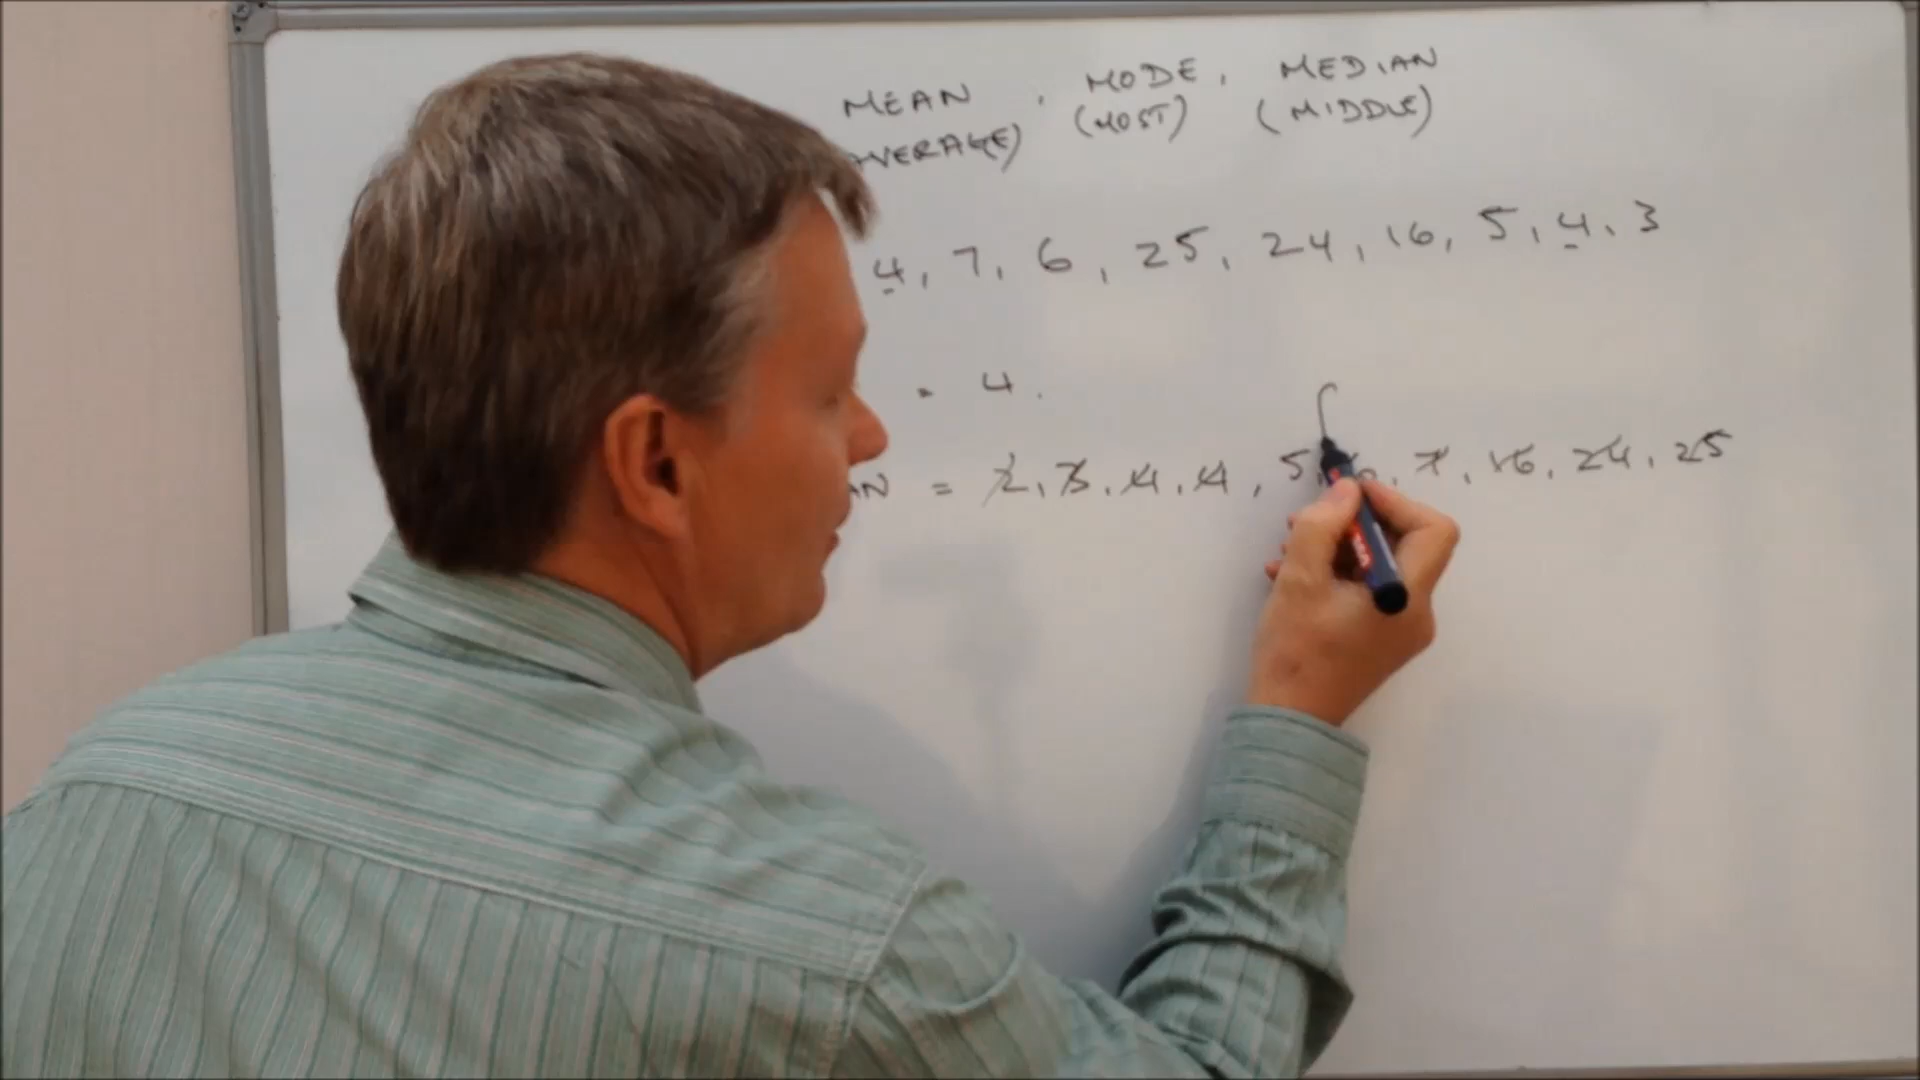 MEAN , MODE , MEDIAN
AVERAGE) (MOST) (MIDDLE)
4, 7, 6, 25, 24, 16, 5, 4, 3
= 4.
AN = 2, 3, 4, 4, 5, 6, 7, 16, 24, 25